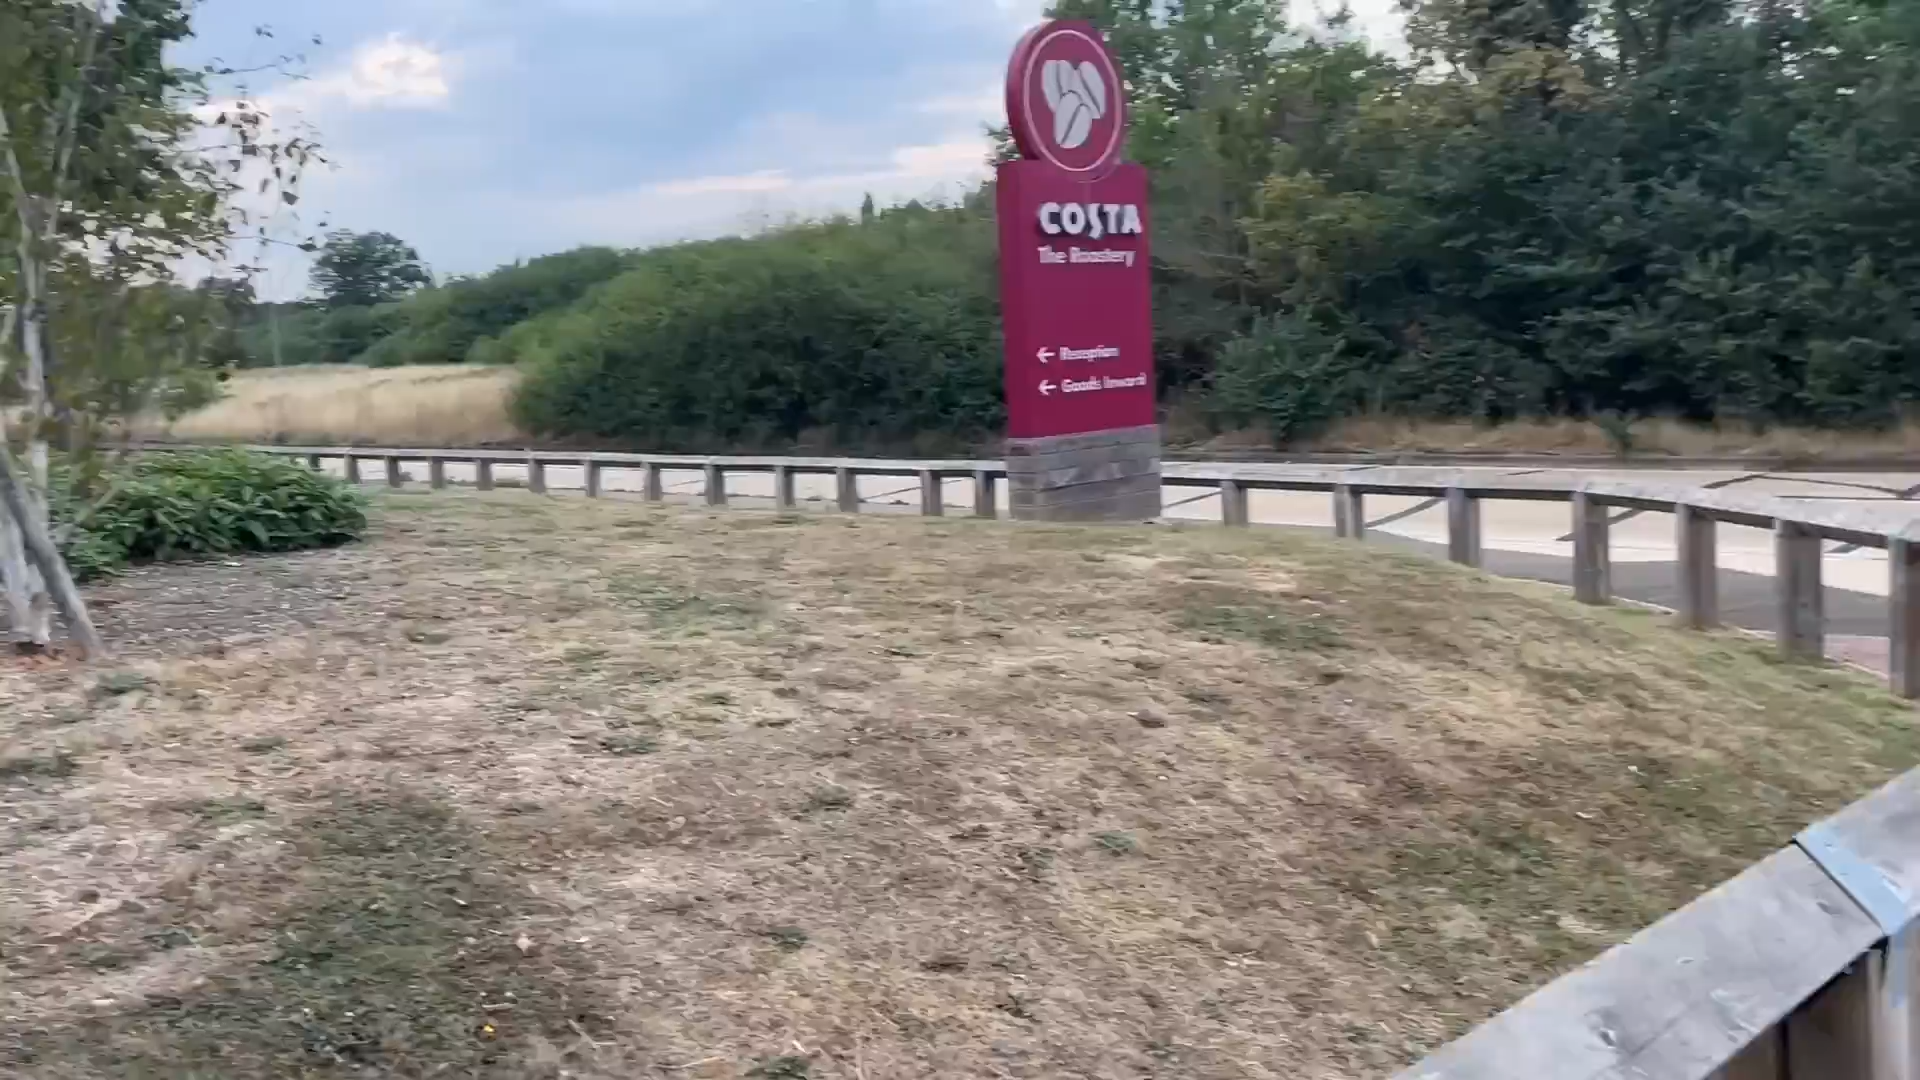 COSTA
The Roastery
← Reception
← Goods Inward